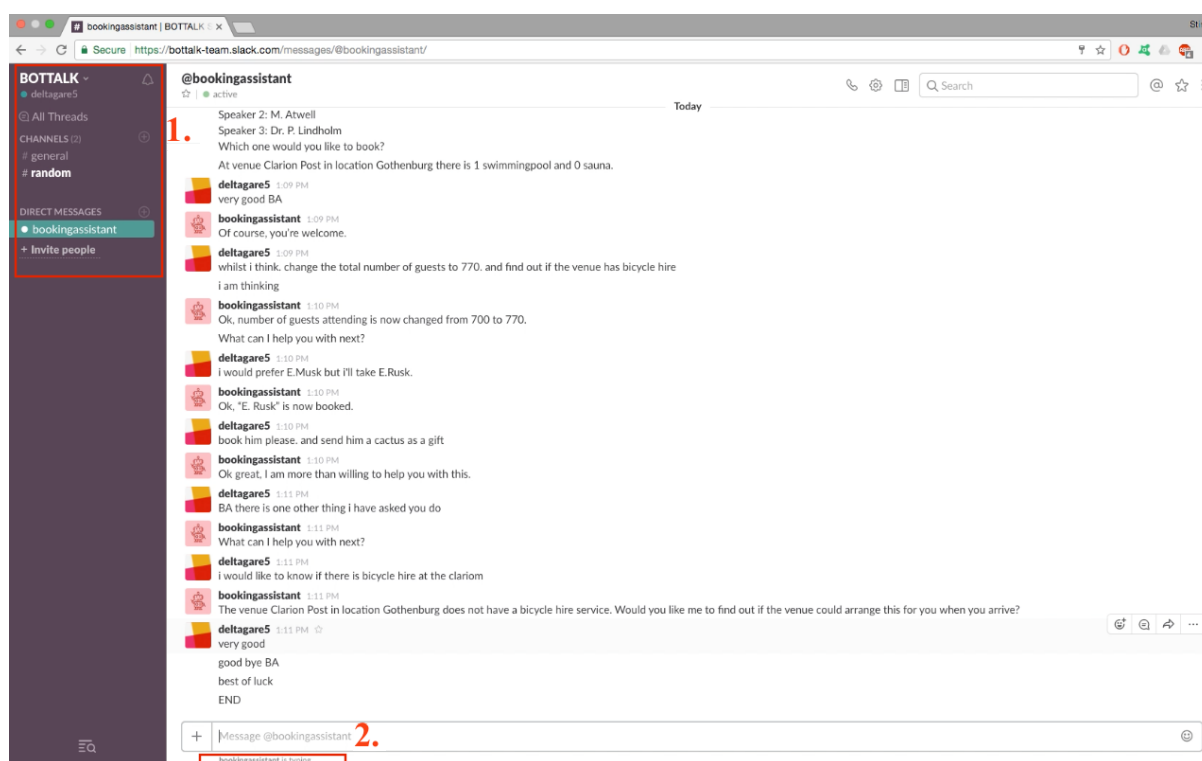 bookingassistant | BOTTALK
Secure https://bottalk-team.slack.com/messages/@bookingassistant/
BOTTALK
deltagare5
All Threads
CHANNELS (2)
# general
# random
DIRECT MESSAGES
bookingassistant
+ Invite people
1.
@bookingassistant
active
Search
Today
Speaker 2: M. Atwell
Speaker 3: Dr. P. Lindholm
Which one would you like to book?
At venue Clarion Post in location Gothenburg there is 1 swimmingpool and 0 sauna.
deltagare5 1:09 PM
very good BA
bookingassistant 1:09 PM
Of course, you're welcome.
deltagare5 1:09 PM
whilst i think. change the total number of guests to 770. and find out if the venue has bicycle hire
i am thinking
bookingassistant 1:10 PM
Ok, number of guests attending is now changed from 700 to 770.
What can I help you with next?
deltagare5 1:10 PM
i would prefer E.Musk but i'll take E.Rusk.
bookingassistant 1:10 PM
Ok, "E. Rusk" is now booked.
deltagare5 1:10 PM
book him please. and send him a cactus as a gift
bookingassistant 1:10 PM
Ok great, I am more than willing to help you with this.
deltagare5 1:11 PM
BA there is one other thing i have asked you do
bookingassistant 1:11 PM
What can I help you with next?
deltagare5 1:11 PM
i would like to know if there is bicycle hire at the clariom
bookingassistant 1:11 PM
The venue Clarion Post in location Gothenburg does not have a bicycle hire service. Would you like me to find out if the venue could arrange this for you when you arrive?
deltagare5 1:11 PM
very good
good bye BA
best of luck
END
Message @bookingassistant
2.
bookingassistant is typing